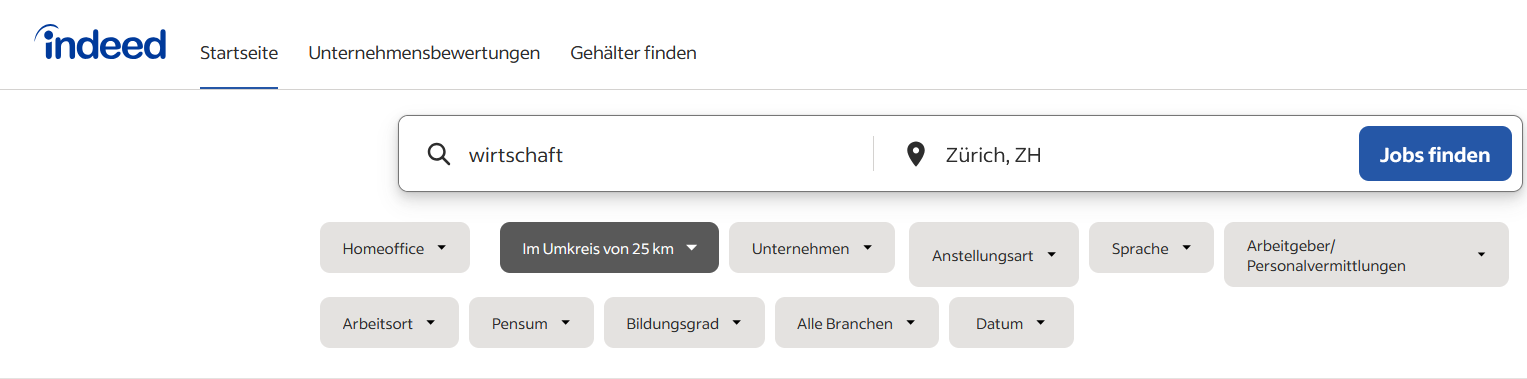 indeed
Startseite Unternehmensbewertungen Gehälter finden
wirtschaft Zürich, ZH Jobs finden
Homeoffice Im Umkreis von 25 km Unternehmen Anstellungsart Sprache Arbeitgeber/
Personalvermittlungen
Arbeitsort Pensum Bildungsgrad Alle Branchen Datum